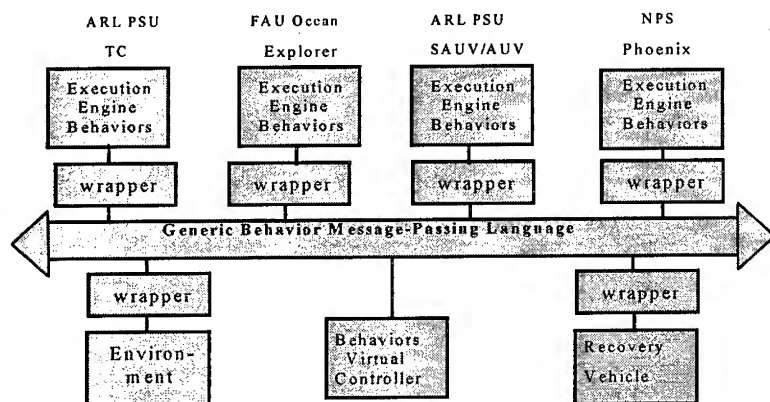 ARL PSU
TC
FAU Ocean
Explorer
ARL PSU
SAUV/AUV
NPS
Phoenix
Execution
Engine
Behaviors
Execution
Engine
Behaviors
Execution
Engine
Behaviors
Execution
Engine
Behaviors
wrapper
wrapper
wrapper
wrapper
Generic Behavior Message-Passing Language
wrapper
wrapper
Environ-
ment
Behaviors
Virtual
Controller
Recovery
Vehicle